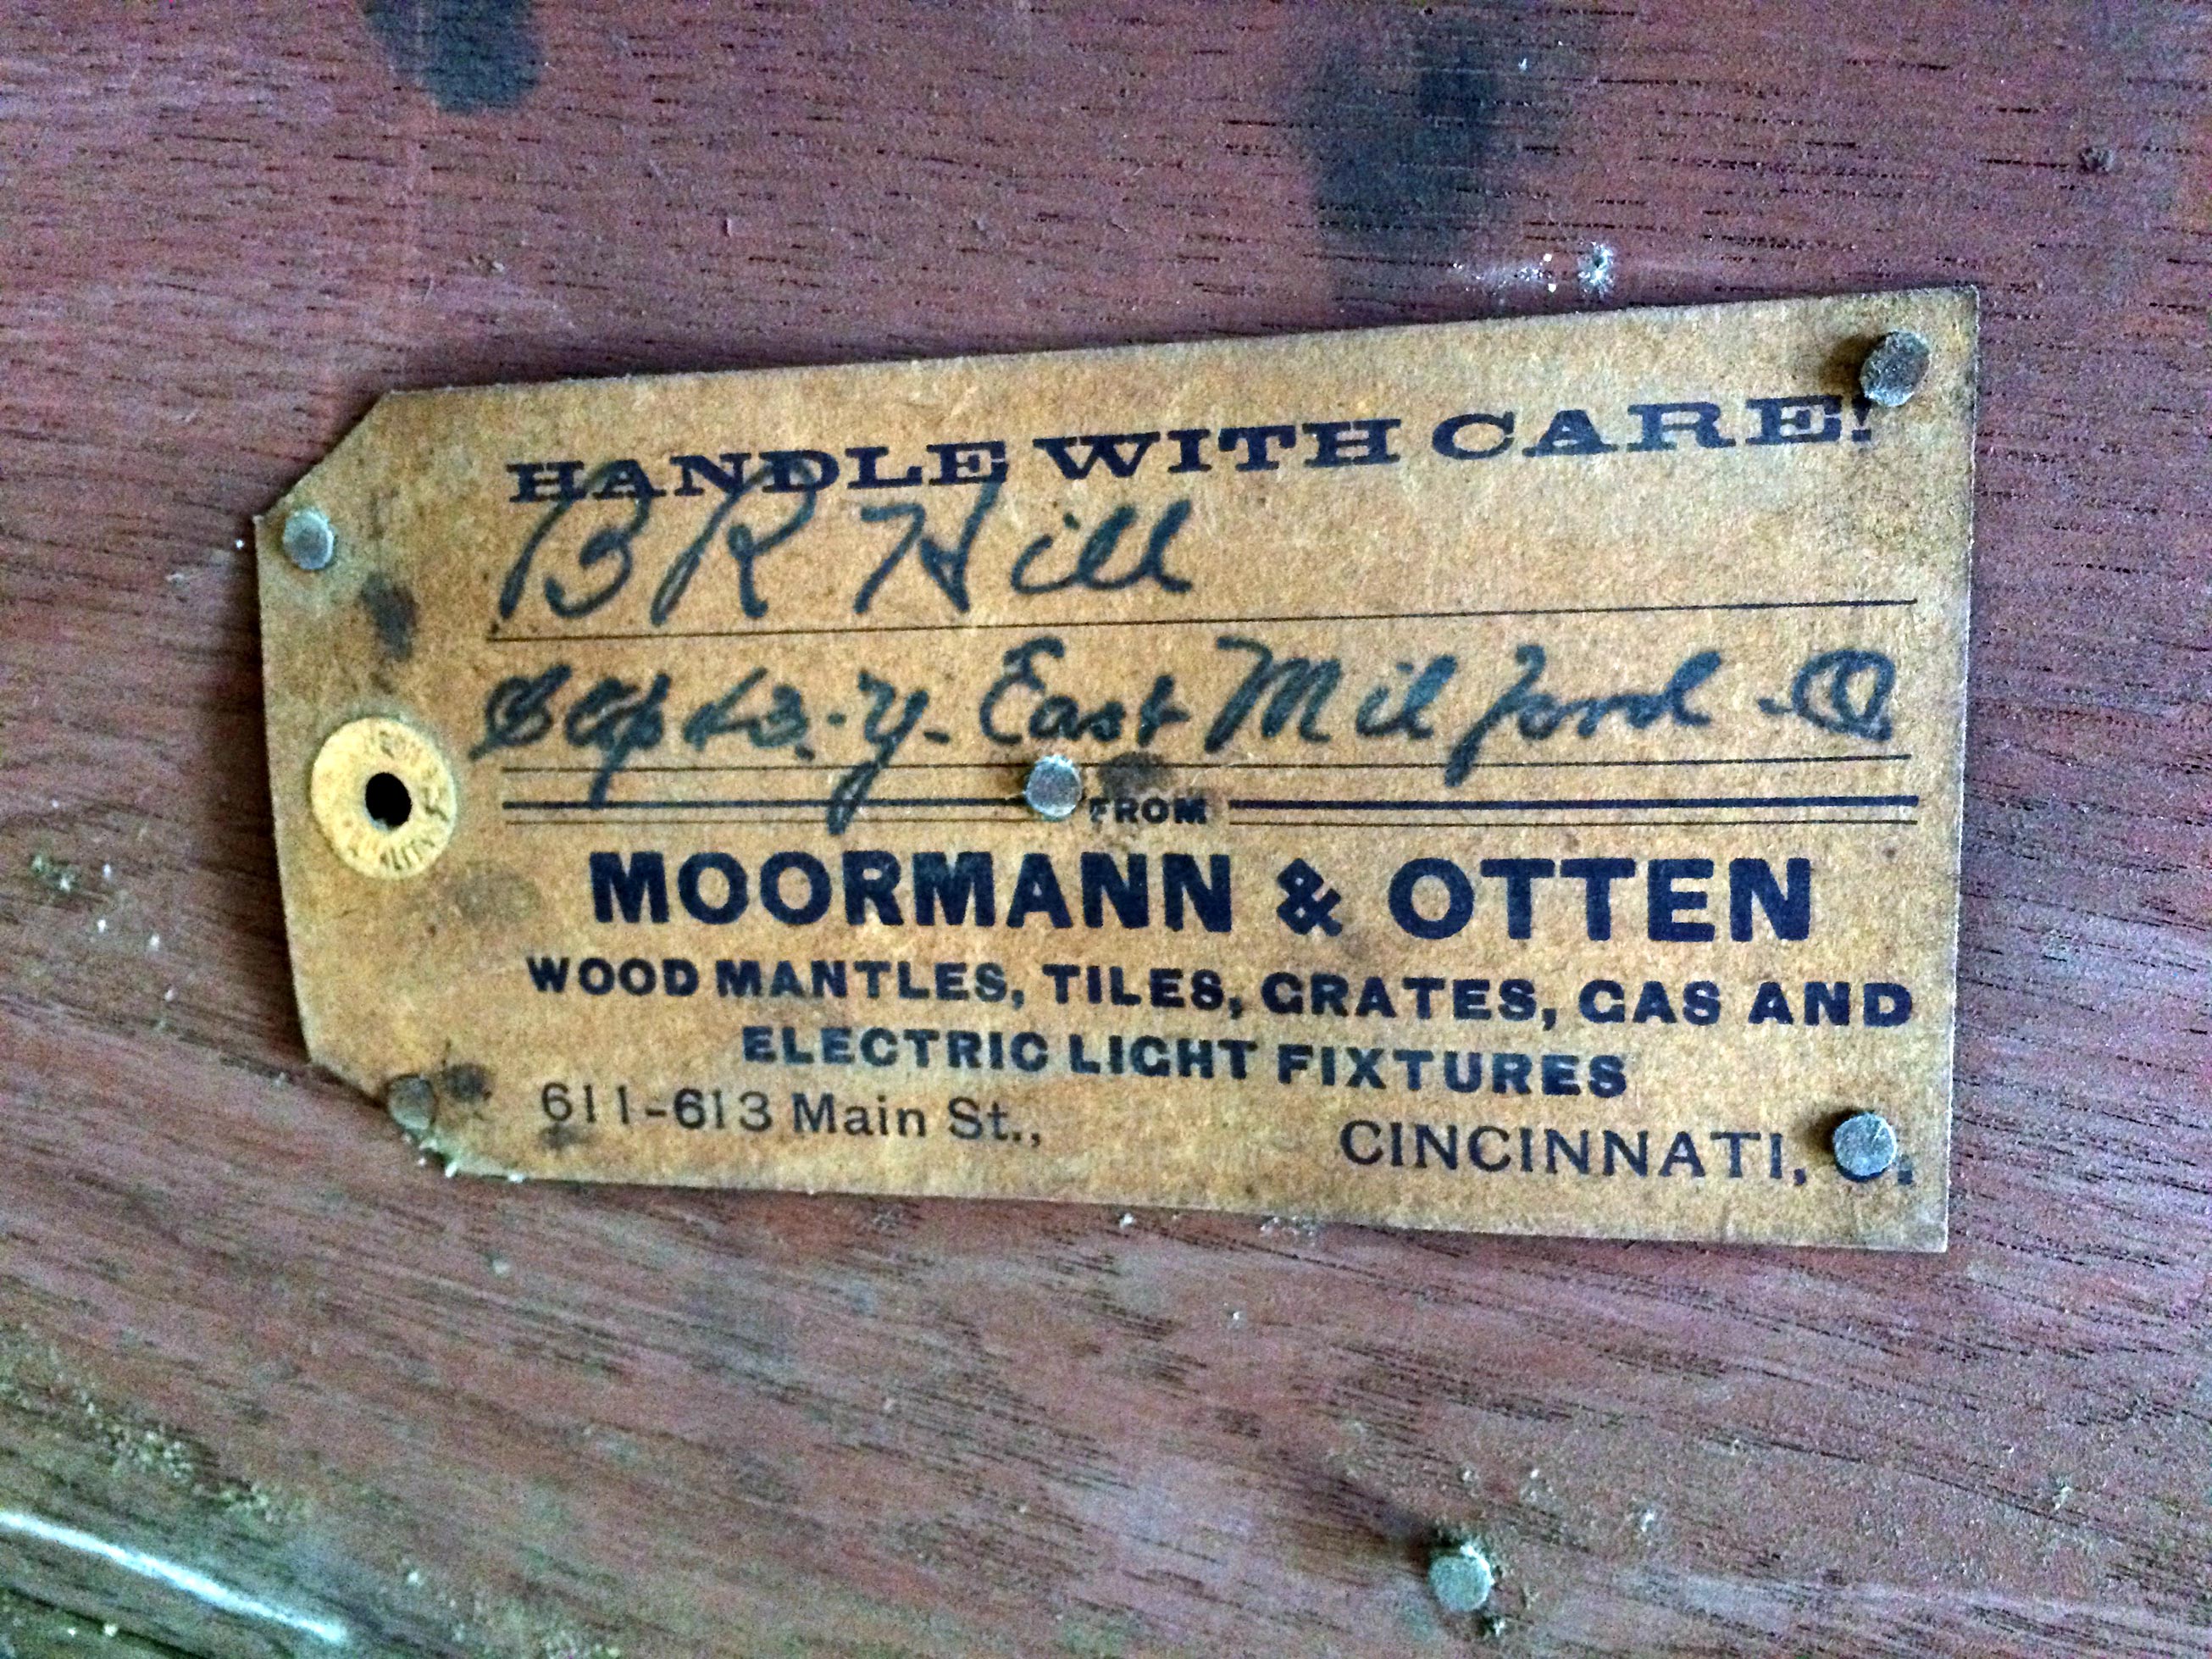 HANDLE WITH CARE!
B R Hill
East Milford - O.
FROM
MOORMANN & OTTEN
WOOD MANTLES, TILES, GRATES, GAS AND
ELECTRIC LIGHT FIXTURES
611-613 Main St., CINCINNATI, O.